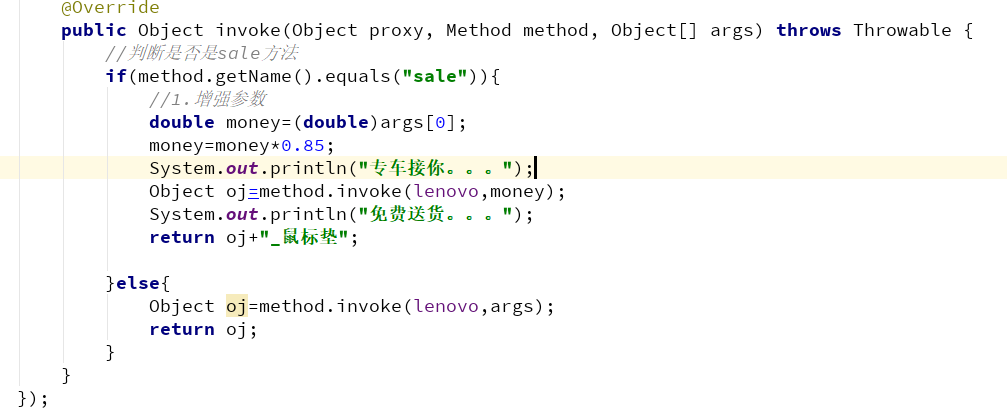 @Override
public Object invoke(Object proxy, Method method, Object[] args) throws Throwable {
//判断是否是sale方法
if(method.getName().equals("sale")){
//1.增强参数
double money=(double)args[0];
money=money*0.85;
System.out.println("专车接你。。。");
Object oj=method.invoke(lenovo,money);
System.out.println("免费送货。。。");
return oj+"_鼠标垫";
}else{
Object oj=method.invoke(lenovo,args);
return oj;
}
}
});